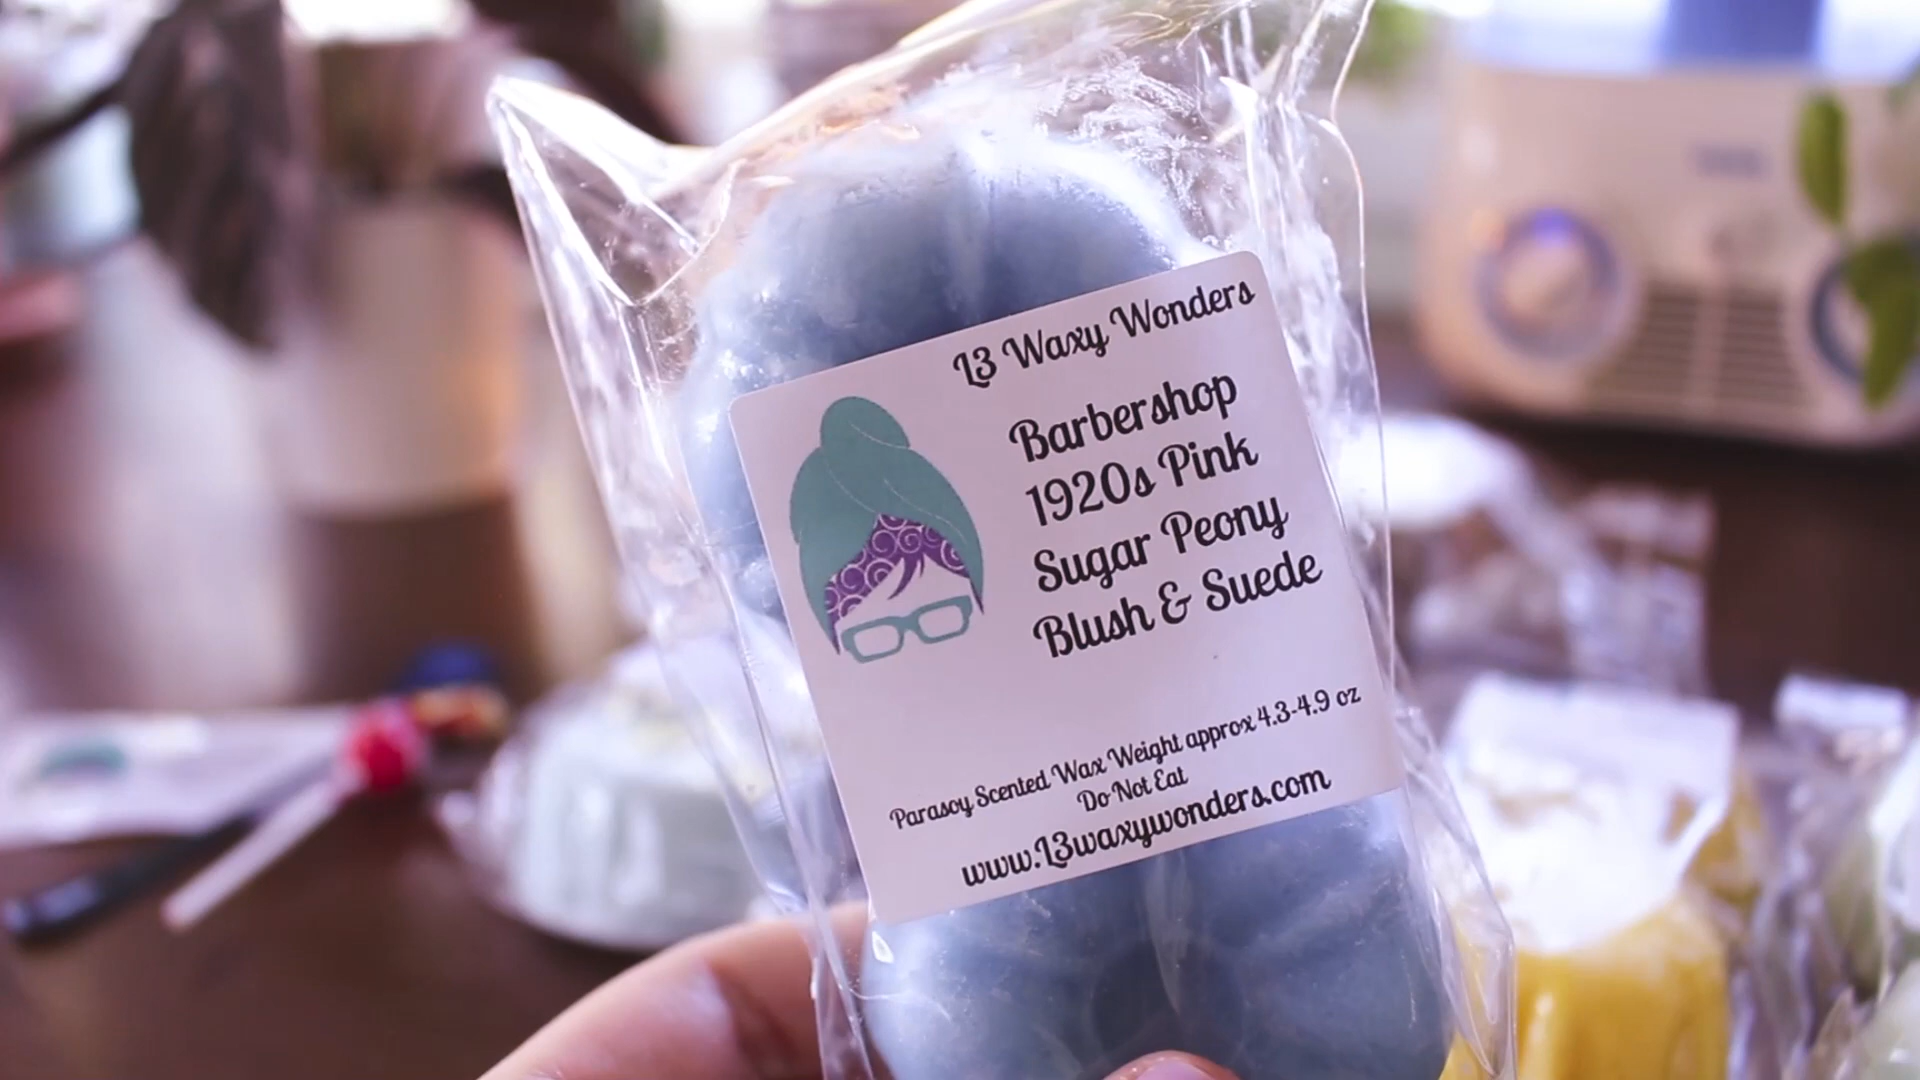 L3 Waxy Wonders
Barbershop
1920s Pink
Sugar Peony
Blush & Suede
Parasoy Scented Wax Weight approx 4.3-4.9 oz
Do Not Eat
www.L3waxywonders.com